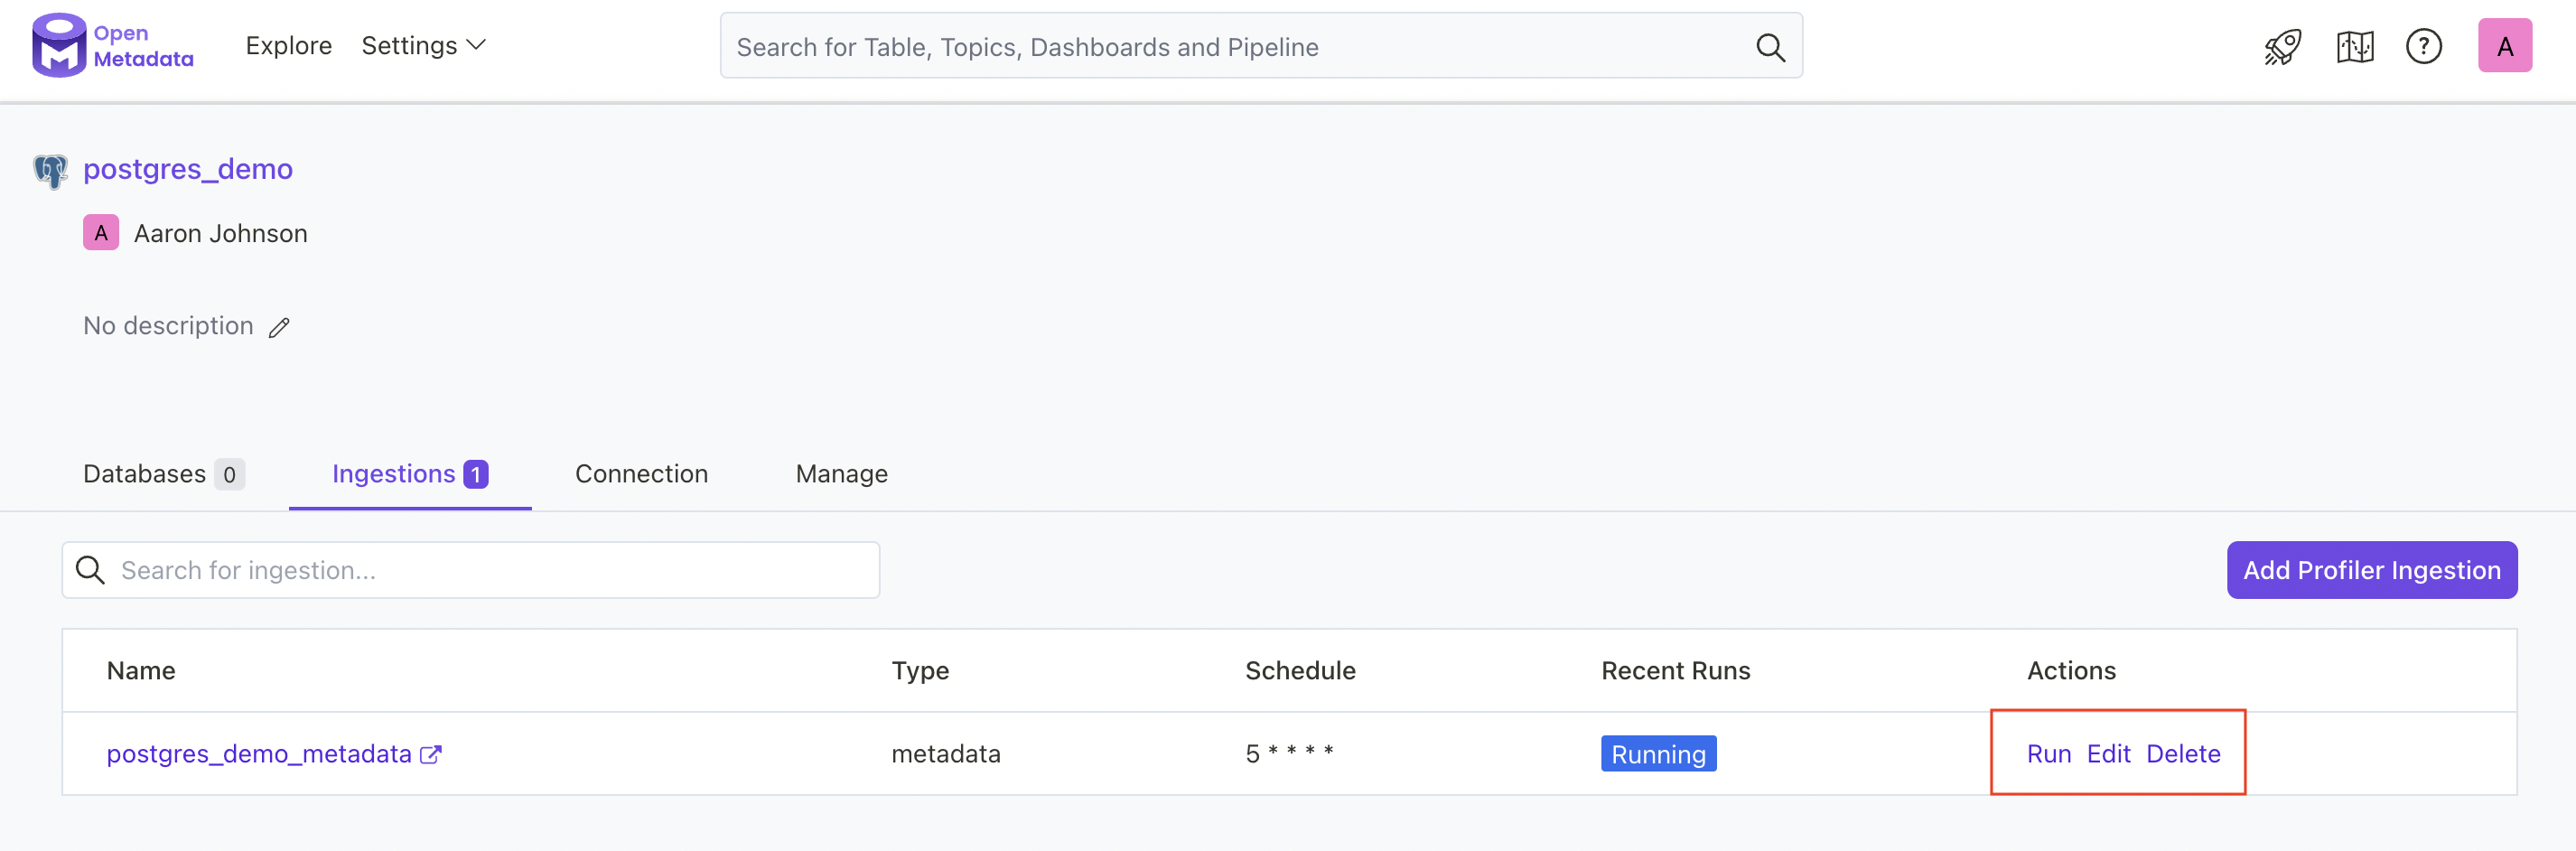 Open
Metadata
Explore Settings
Search for Table, Topics, Dashboards and Pipeline
?
A
postgres_demo
A Aaron Johnson
No description
Databases 0 Ingestions 1 Connection Manage
Search for ingestion...
Add Profiler Ingestion
Name Type Schedule Recent Runs Actions
postgres_demo_metadata metadata 5 * * * * Running Run Edit Delete